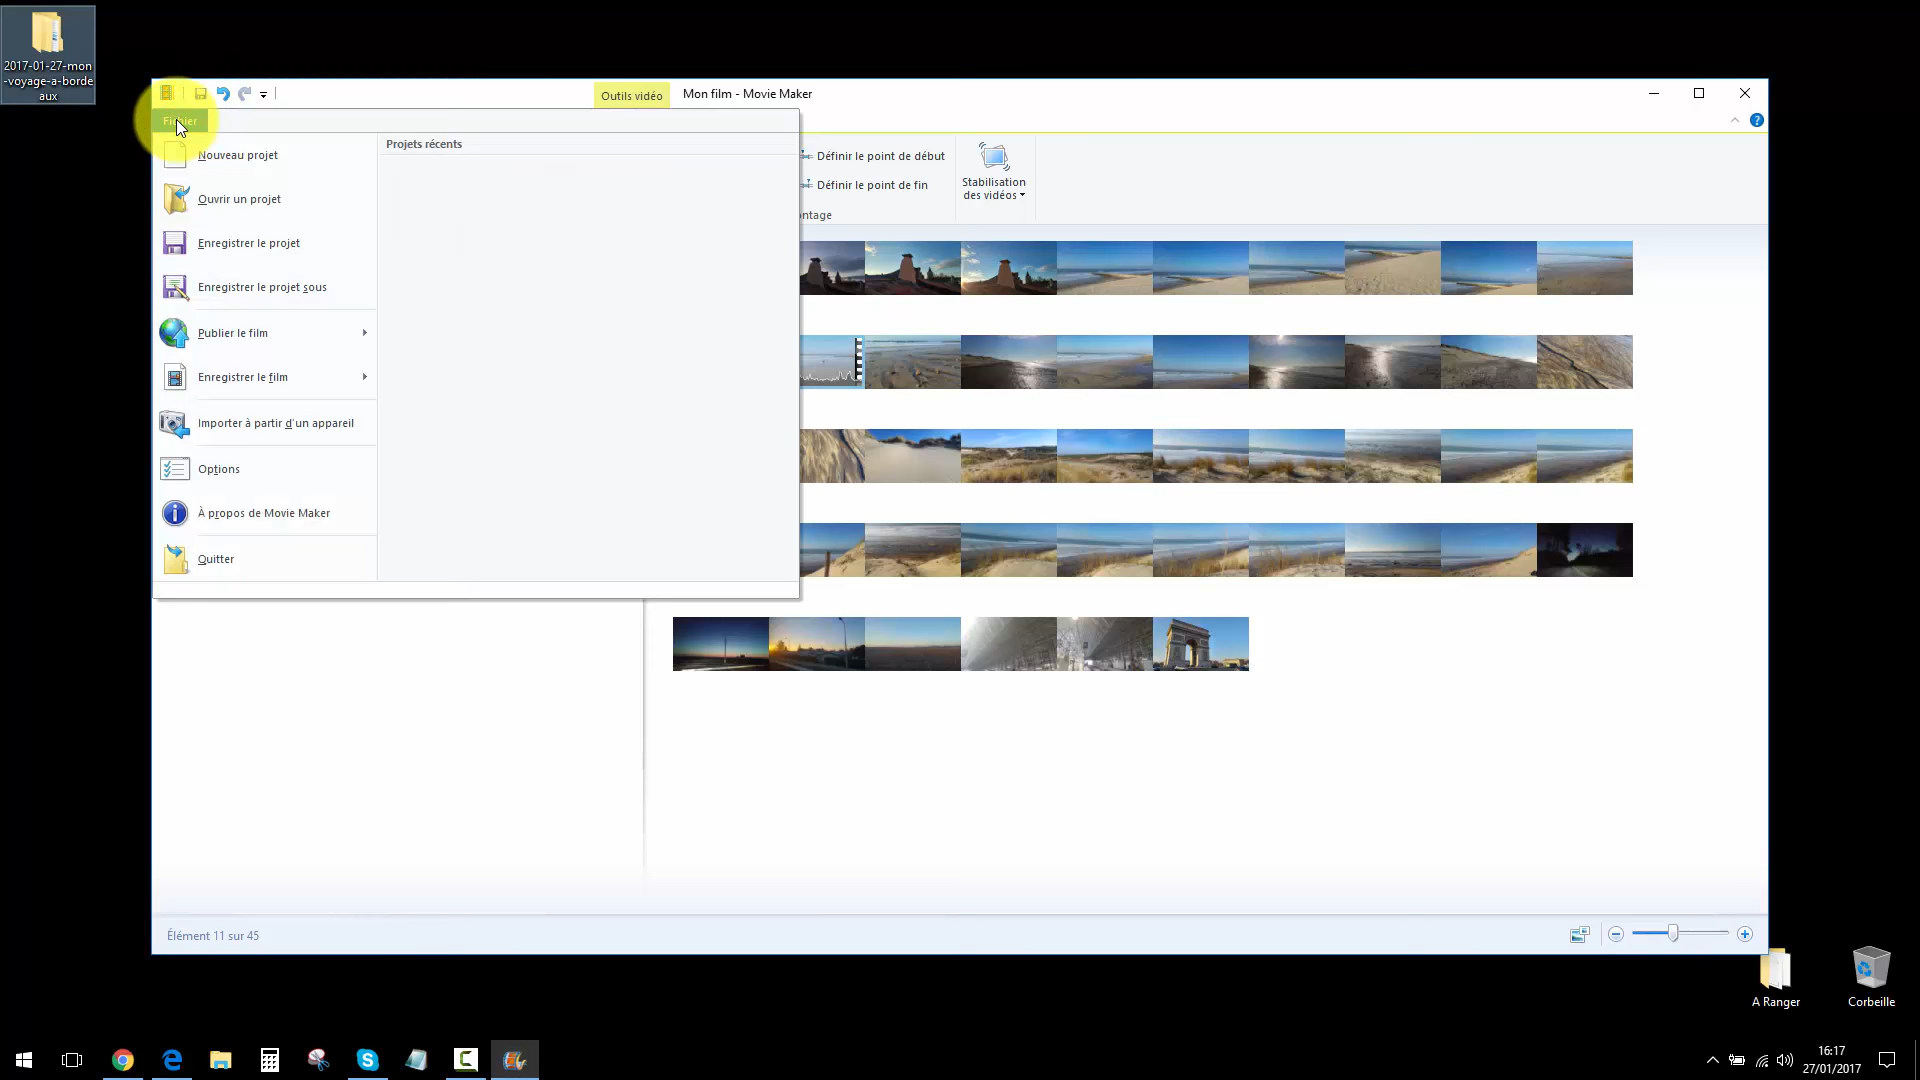 2017-01-27-mon
-voyage-a-borde
aux
Outils vidéo
Mon film - Movie Maker
Fichier
Nouveau projet
Ouvrir un projet
Enregistrer le projet
Enregistrer le projet sous
Publier le film
Enregistrer le film
Importer à partir d'un appareil
Options
À propos de Movie Maker
Quitter
Projets récents
Définir le point de début
Définir le point de fin
ontage
Stabilisation
des vidéos
Élément 11 sur 45
A Ranger
Corbeille
16:17
27/01/2017